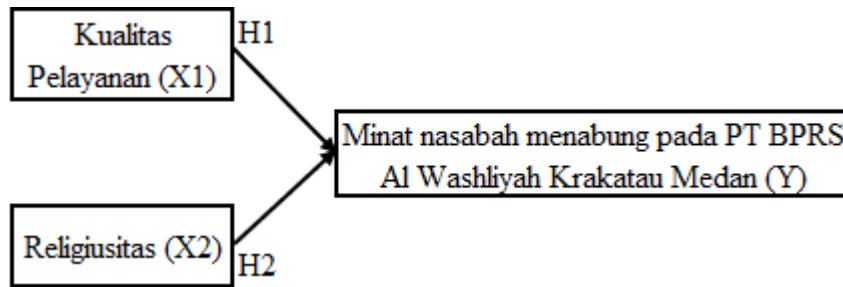 Kualitas
Pelayanan (X1)
H1
Minat nasabah menabung pada PT BPRS
Al Washliyah Krakatau Medan (Y)
Religiusitas (X2)
H2